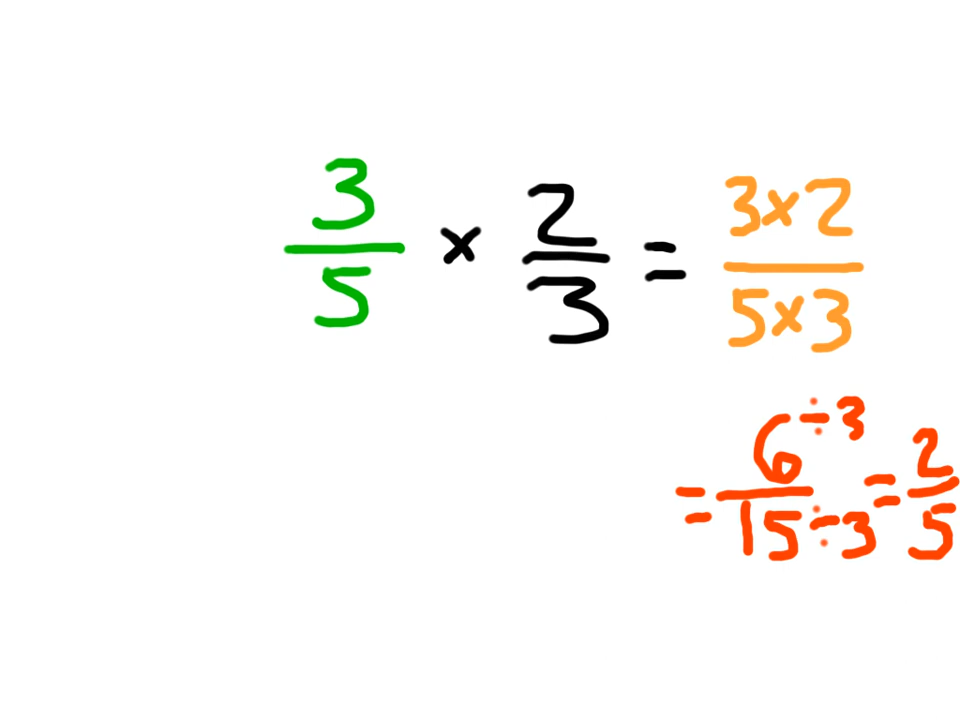 3/5 × 2/3 = 3×2/5×3
= 6÷3/15÷3 = 2/5